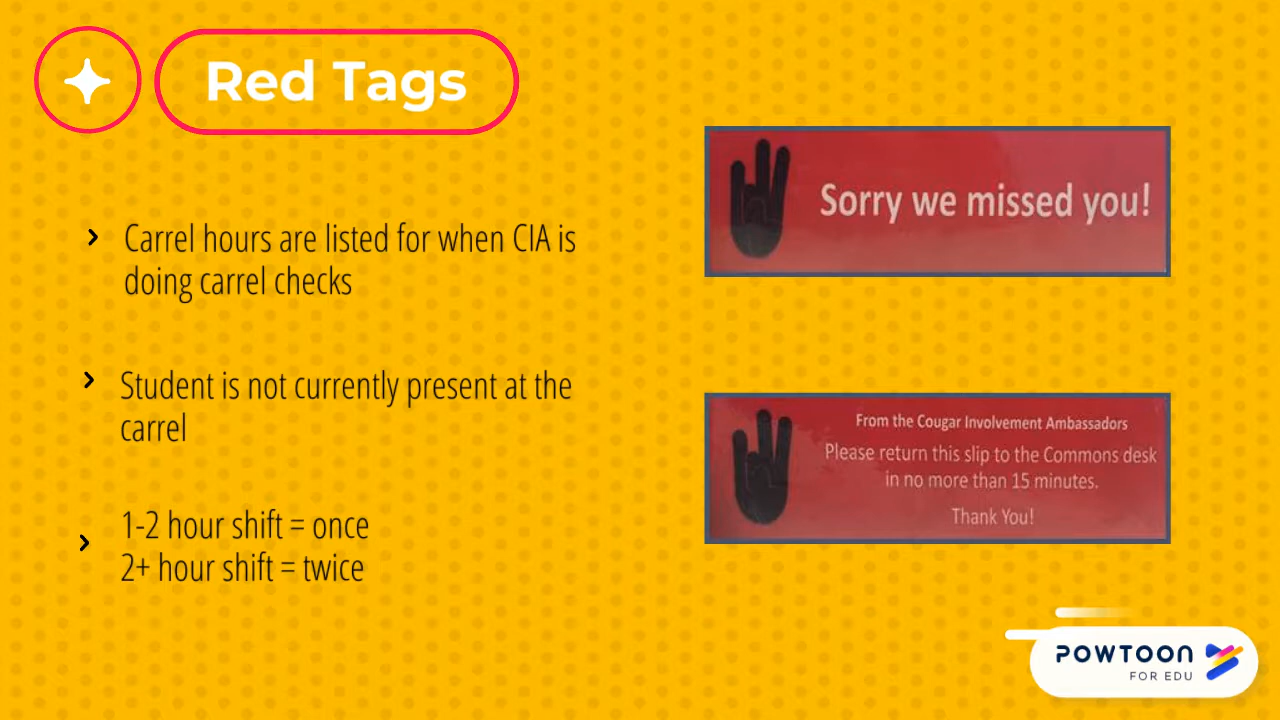 Red Tags
Carrel hours are listed for when CIA is
doing carrel checks
Student is not currently present at the
carrel
1-2 hour shift = once
2+ hour shift = twice
Sorry we missed you!
From the Cougar Involvement Ambassadors
Please return this slip to the Commons desk
in no more than 15 minutes.
Thank You!
POWTOON
FOR EDU